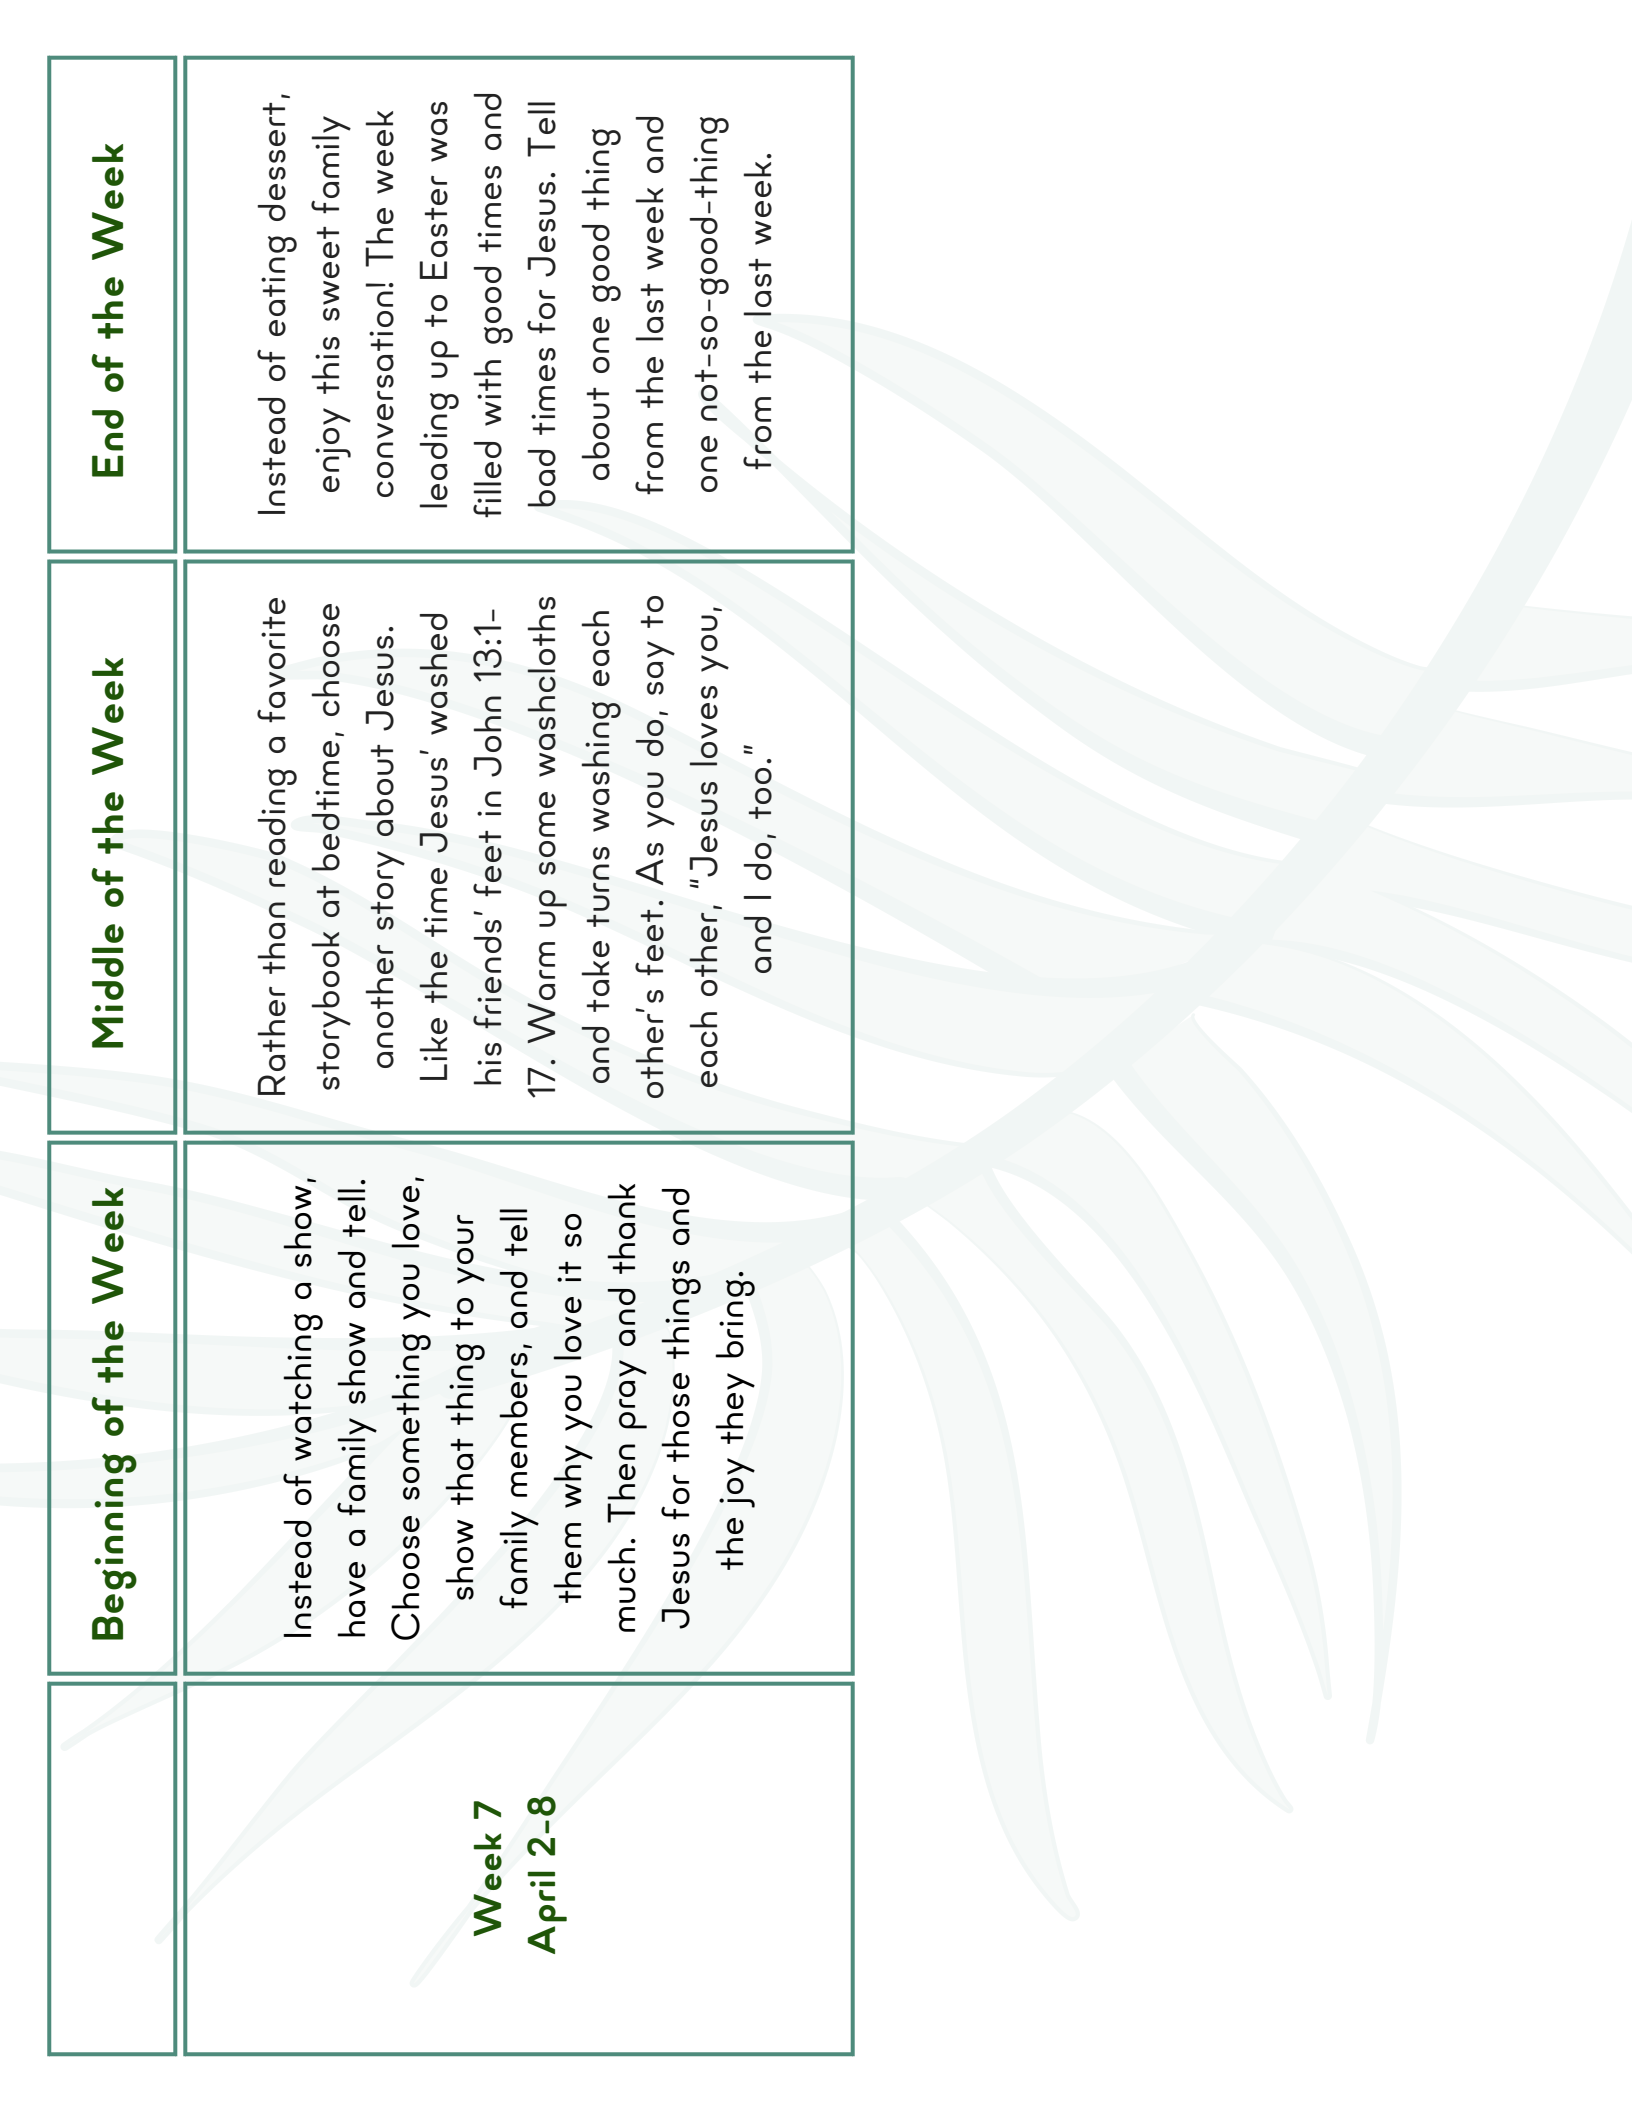 Beginning of the Week
Middle of the Week
End of the Week
Week 7
April 2-8
Instead of watching a show,
have a family show and tell.
Choose something you love,
show that thing to your
family members, and tell
them why you love it so
much. Then pray and thank
Jesus for those things and
the joy they bring.
Rather than reading a favorite
storybook at bedtime, choose
another story about Jesus.
Like the time Jesus' washed
his friends' feet in John 13:1-
17. Warm up some washcloths
and take turns washing each
other's feet. As you do, say to
each other, "Jesus loves you,
and I do, too."
Instead of eating dessert,
enjoy this sweet family
conversation! The week
leading up to Easter was
filled with good times and
bad times for Jesus. Tell
about one good thing
from the last week and
one not-so-good-thing
from the last week.